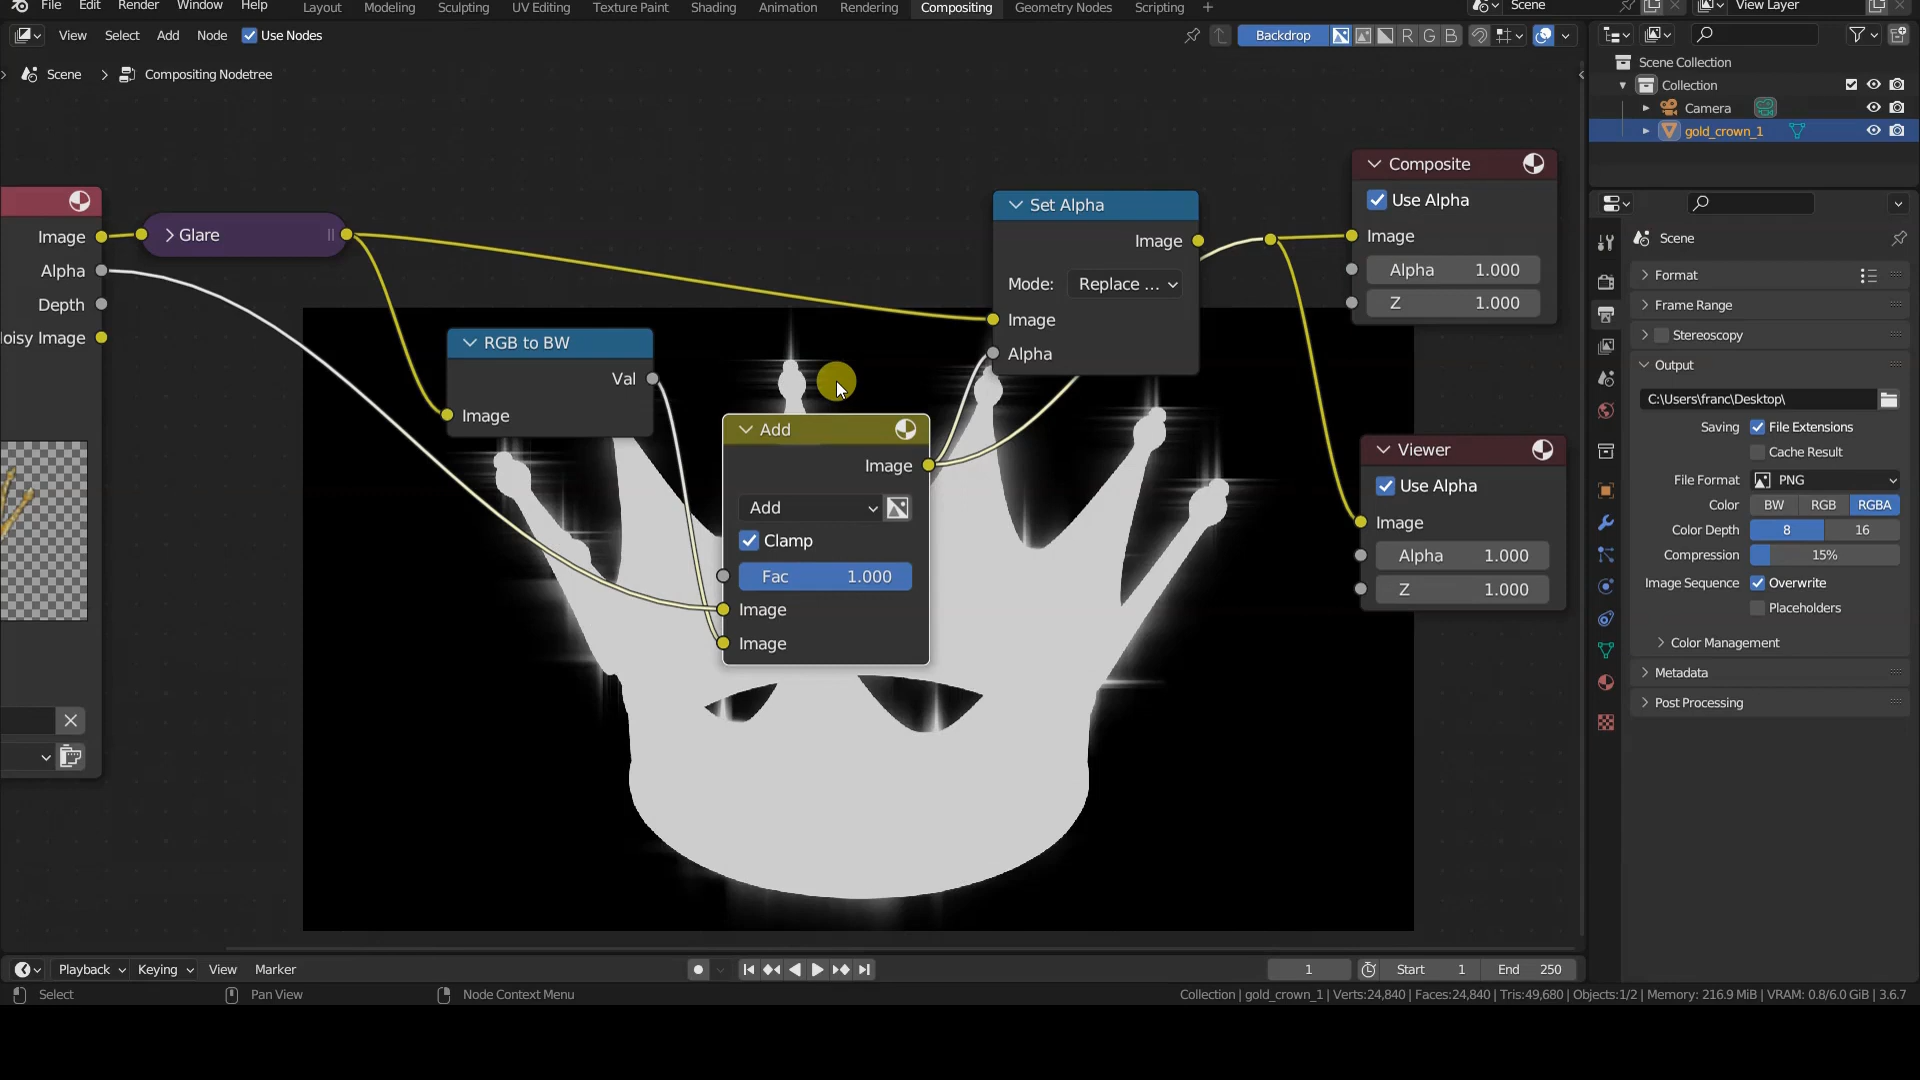 File Edit Render Window Help Layout Modeling Sculpting UV Editing Texture Paint Shading Animation Rendering Compositing Geometry Nodes Scripting + Scene View Layer
View Select Add Node Use Nodes Backdrop R G B
Scene > Compositing Nodetree
Scene Collection
Collection
Camera
gold_crown_1
Image
Alpha
Depth
loisy Image
Glare
RGB to BW
Val
Image
Add
Image
Add
Clamp
Fac 1.000
Image
Image
Set Alpha
Image
Mode: Replace ...
Image
Alpha
Composite
Use Alpha
Image
Alpha 1.000
Z 1.000
Viewer
Use Alpha
Image
Alpha 1.000
Z 1.000
Scene
Format
Frame Range
Stereoscopy
Output
C:\Users\franc\Desktop\
Saving File Extensions
Cache Result
File Format PNG
Color BW RGB RGBA
Color Depth 8 16
Compression 15%
Image Sequence Overwrite
Placeholders
Color Management
Metadata
Post Processing
Playback Keying View Marker 1 Start 1 End 250
Select Pan View Node Context Menu Collection | gold_crown_1 | Verts:24,840 | Faces:24,840 | Tris:49,680 | Objects:1/2 | Memory: 216.9 MiB | VRAM: 0.8/6.0 GiB | 3.6.7